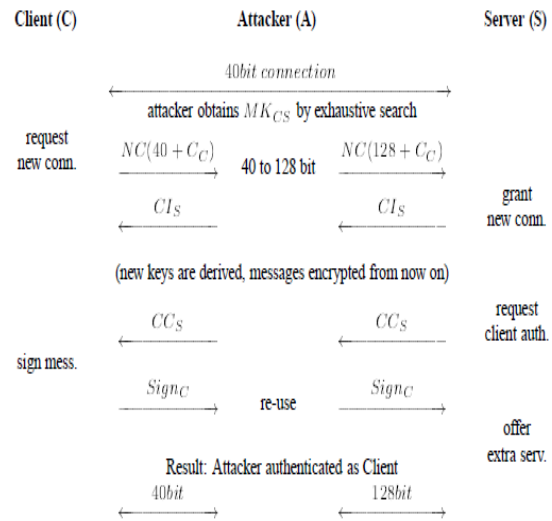 Client (C) Attacker (A) Server (S)
40bit connection
attacker obtains MK_CS by exhaustive search
request
new conn.
NC(40 + C_C) 40 to 128 bit NC(128 + C_C)
CI_S CI_S
grant
new conn.
(new keys are derived, messages encrypted from now on)
CC_S CC_S
request
client auth.
sign mess.
Sign_C re-use Sign_C
offer
extra serv.
Result: Attacker authenticated as Client
40bit 128bit